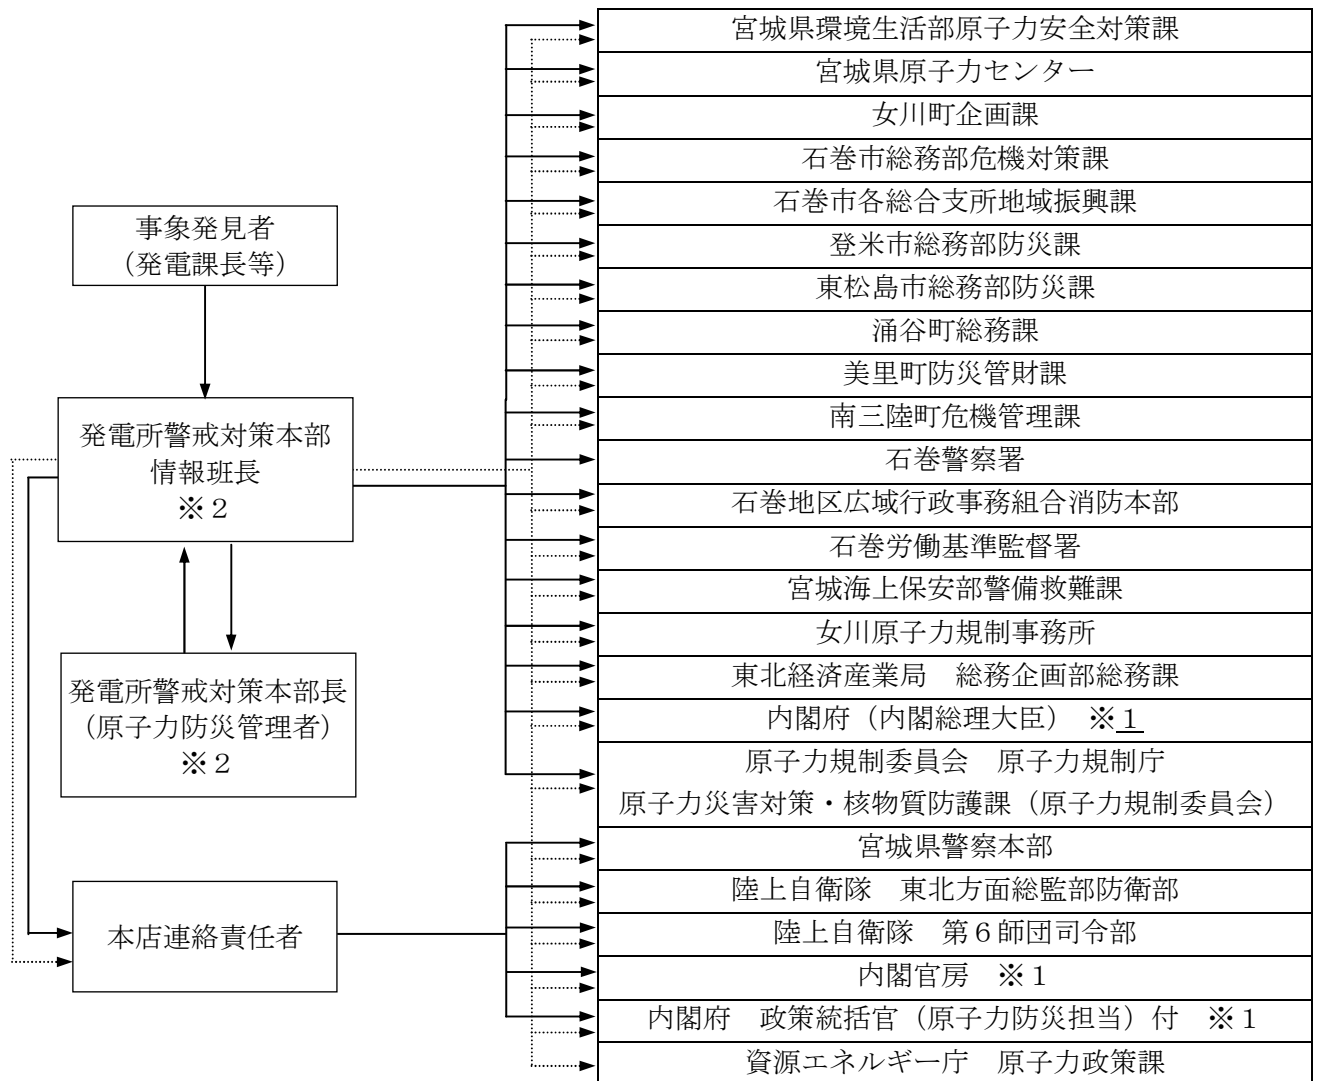 事象発見者
(発電課長等)
発電所警戒対策本部
情報班長
※2
発電所警戒対策本部長
(原子力防災管理者)
※2
本店連絡責任者
宮城県環境生活部原子力安全対策課
宮城県原子力センター
女川町企画課
石巻市総務部危機対策課
石巻市各総合支所地域振興課
登米市総務部防災課
東松島市総務部防災課
涌谷町総務課
美里町防災管財課
南三陸町危機管理課
石巻警察署
石巻地区広域行政事務組合消防本部
石巻労働基準監督署
宮城海上保安部警備救難課
女川原子力規制事務所
東北経済産業局 総務企画部総務課
内閣府(内閣総理大臣) ※1
原子力規制委員会 原子力規制庁
原子力災害対策・核物質防護課(原子力規制委員会)
宮城県警察本部
陸上自衛隊 東北方面総監部防衛部
陸上自衛隊 第6師団司令部
内閣官房 ※1
内閣府 政策統括官(原子力防災担当)付 ※1
資源エネルギー庁 原子力政策課